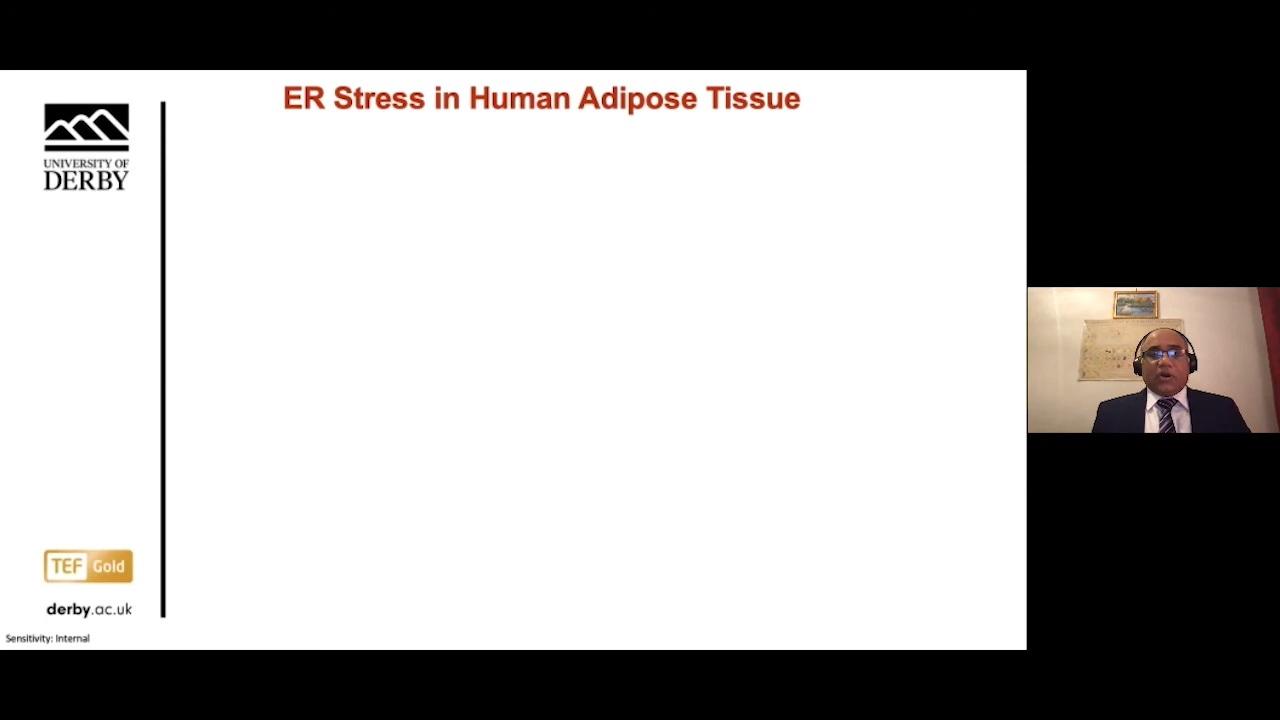 ER Stress in Human Adipose Tissue
UNIVERSITY OF
DERBY
TEF Gold
derby.ac.uk
Sensitivity: Internal